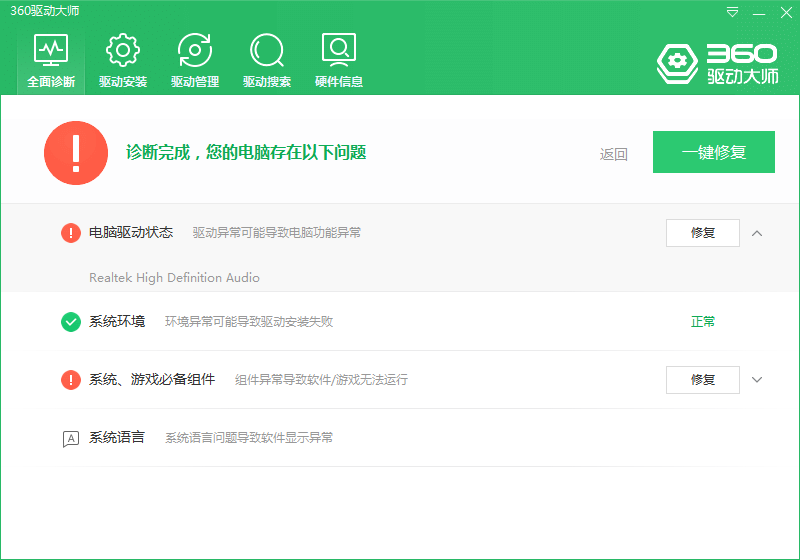 360驱动大师
全面诊断 驱动安装 驱动管理 驱动搜索 硬件信息
360
驱动大师
诊断完成，您的电脑存在以下问题
返回
一键修复
电脑驱动状态 驱动异常可能导致电脑功能异常 修复
Realtek High Definition Audio
系统环境 环境异常可能导致驱动安装失败 正常
系统、游戏必备组件 组件异常导致软件/游戏无法运行 修复
A 系统语言 系统语言问题导致软件显示异常